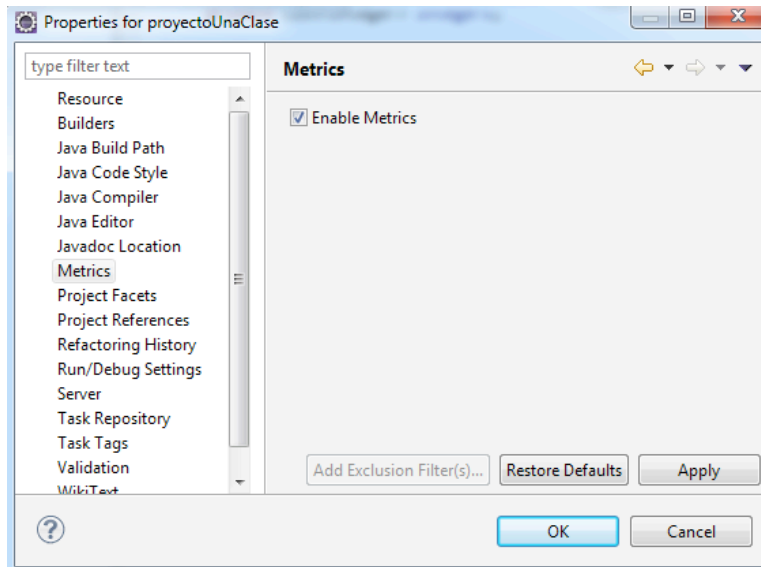 Properties for proyectoUnaClase
type filter text
Metrics
Resource
Builders
Java Build Path
Java Code Style
Java Compiler
Java Editor
Javadoc Location
Metrics
Project Facets
Project References
Refactoring History
Run/Debug Settings
Server
Task Repository
Task Tags
Validation
WikiText
Enable Metrics
Add Exclusion Filter(s)...
Restore Defaults
Apply
OK
Cancel